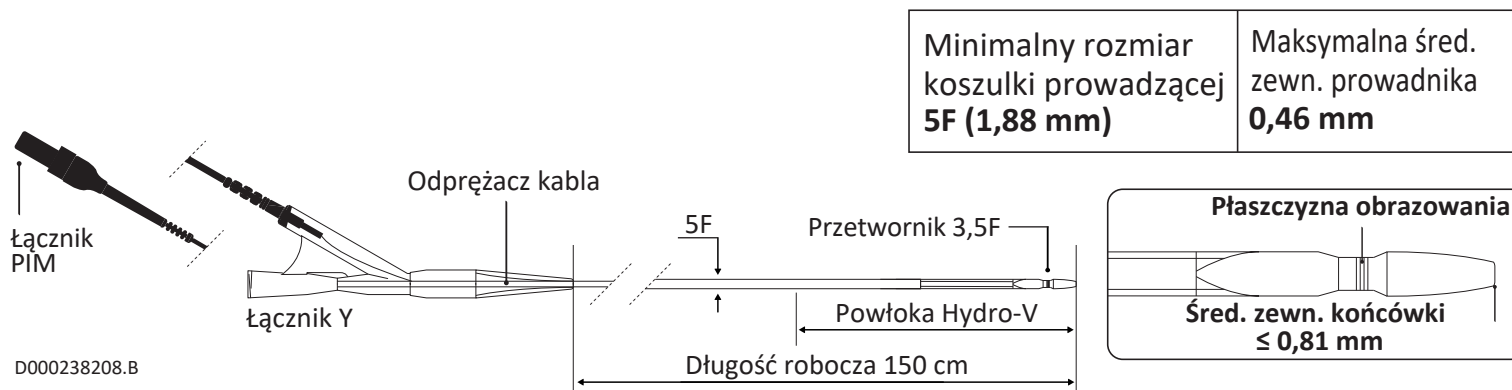 Minimalny rozmiar
koszulki prowadzącej
5F (1,88 mm)
Maksymalna śred.
zewn. prowadnika
0,46 mm
Łącznik
PIM
Odprężacz kabla
5F
Przetwornik 3,5F
Łącznik Y
Powłoka Hydro-V
Długość robocza 150 cm
Płaszczyzna obrazowania
Śred. zewn. końcówki
≤ 0,81 mm
D000238208.B